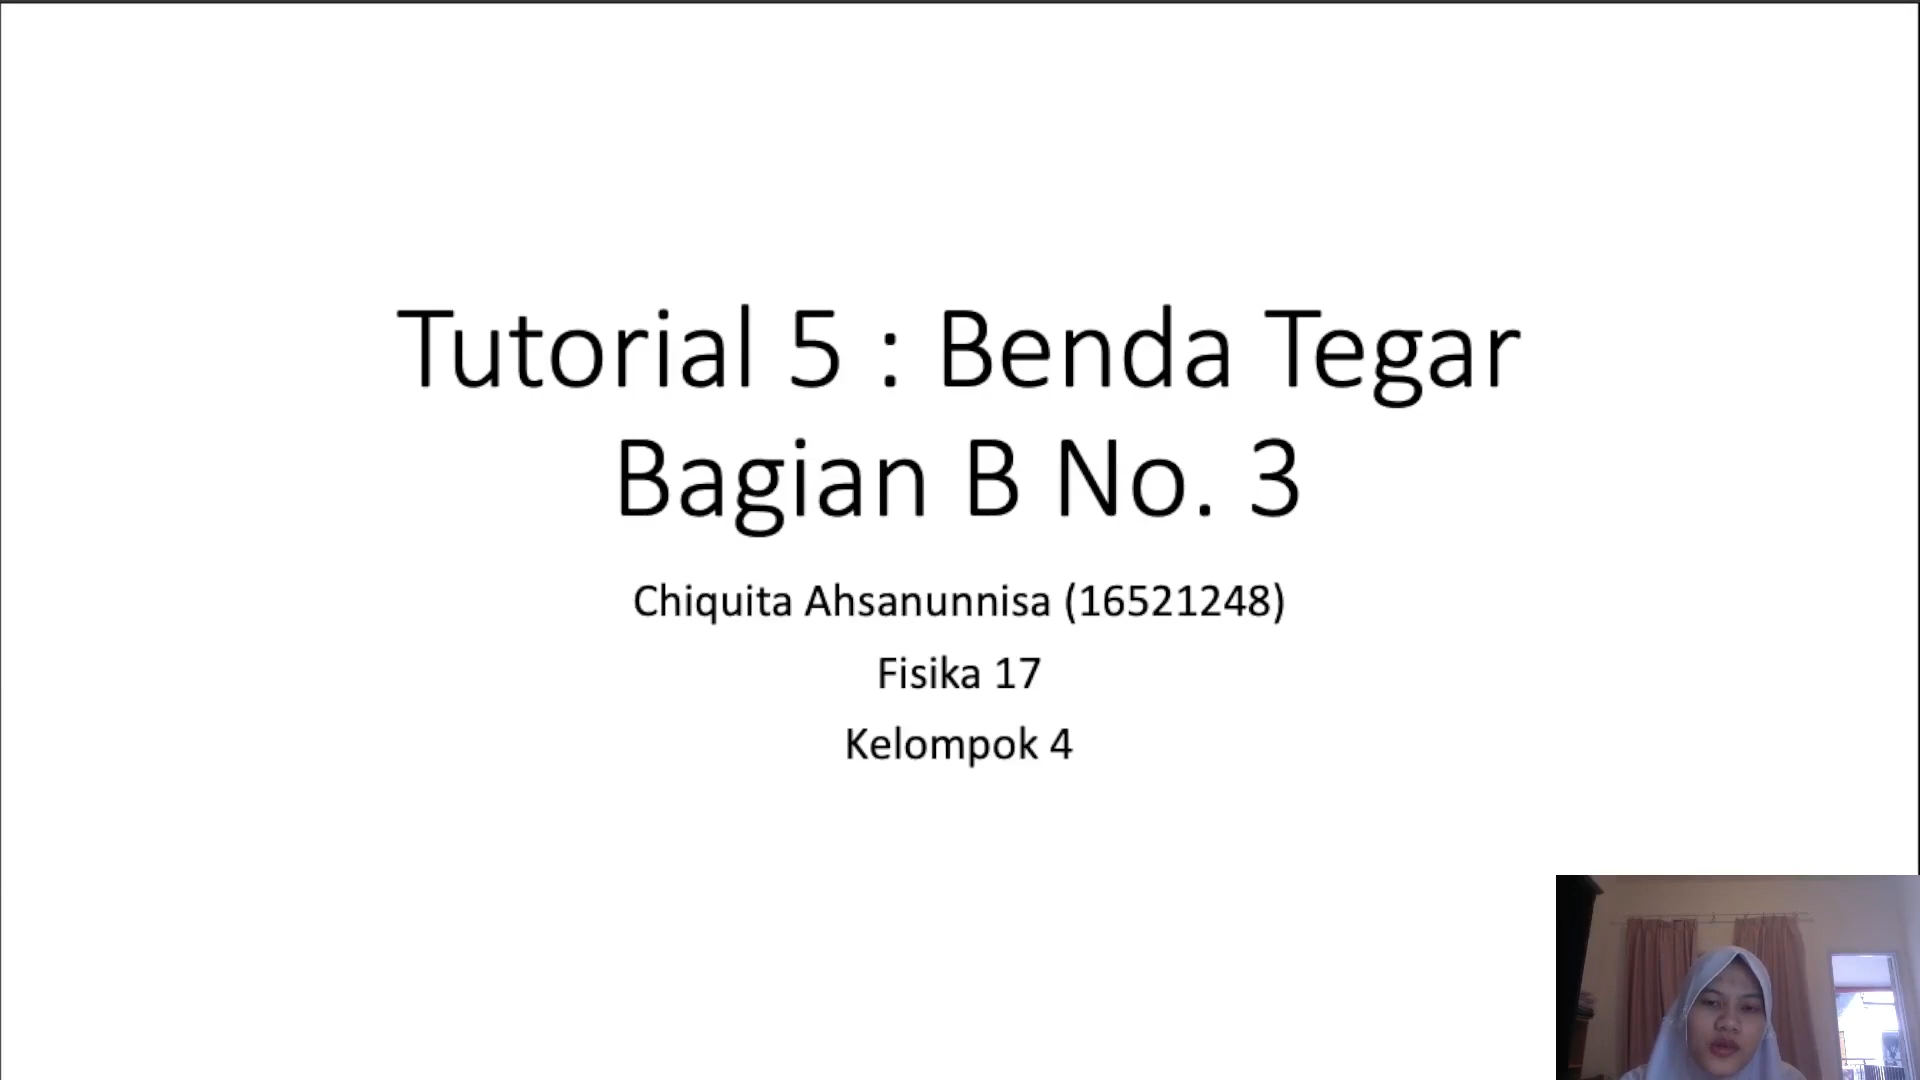 Tutorial 5 : Benda Tegar
Bagian B No. 3
Chiquita Ahsanunnisa (16521248)
Fisika 17
Kelompok 4